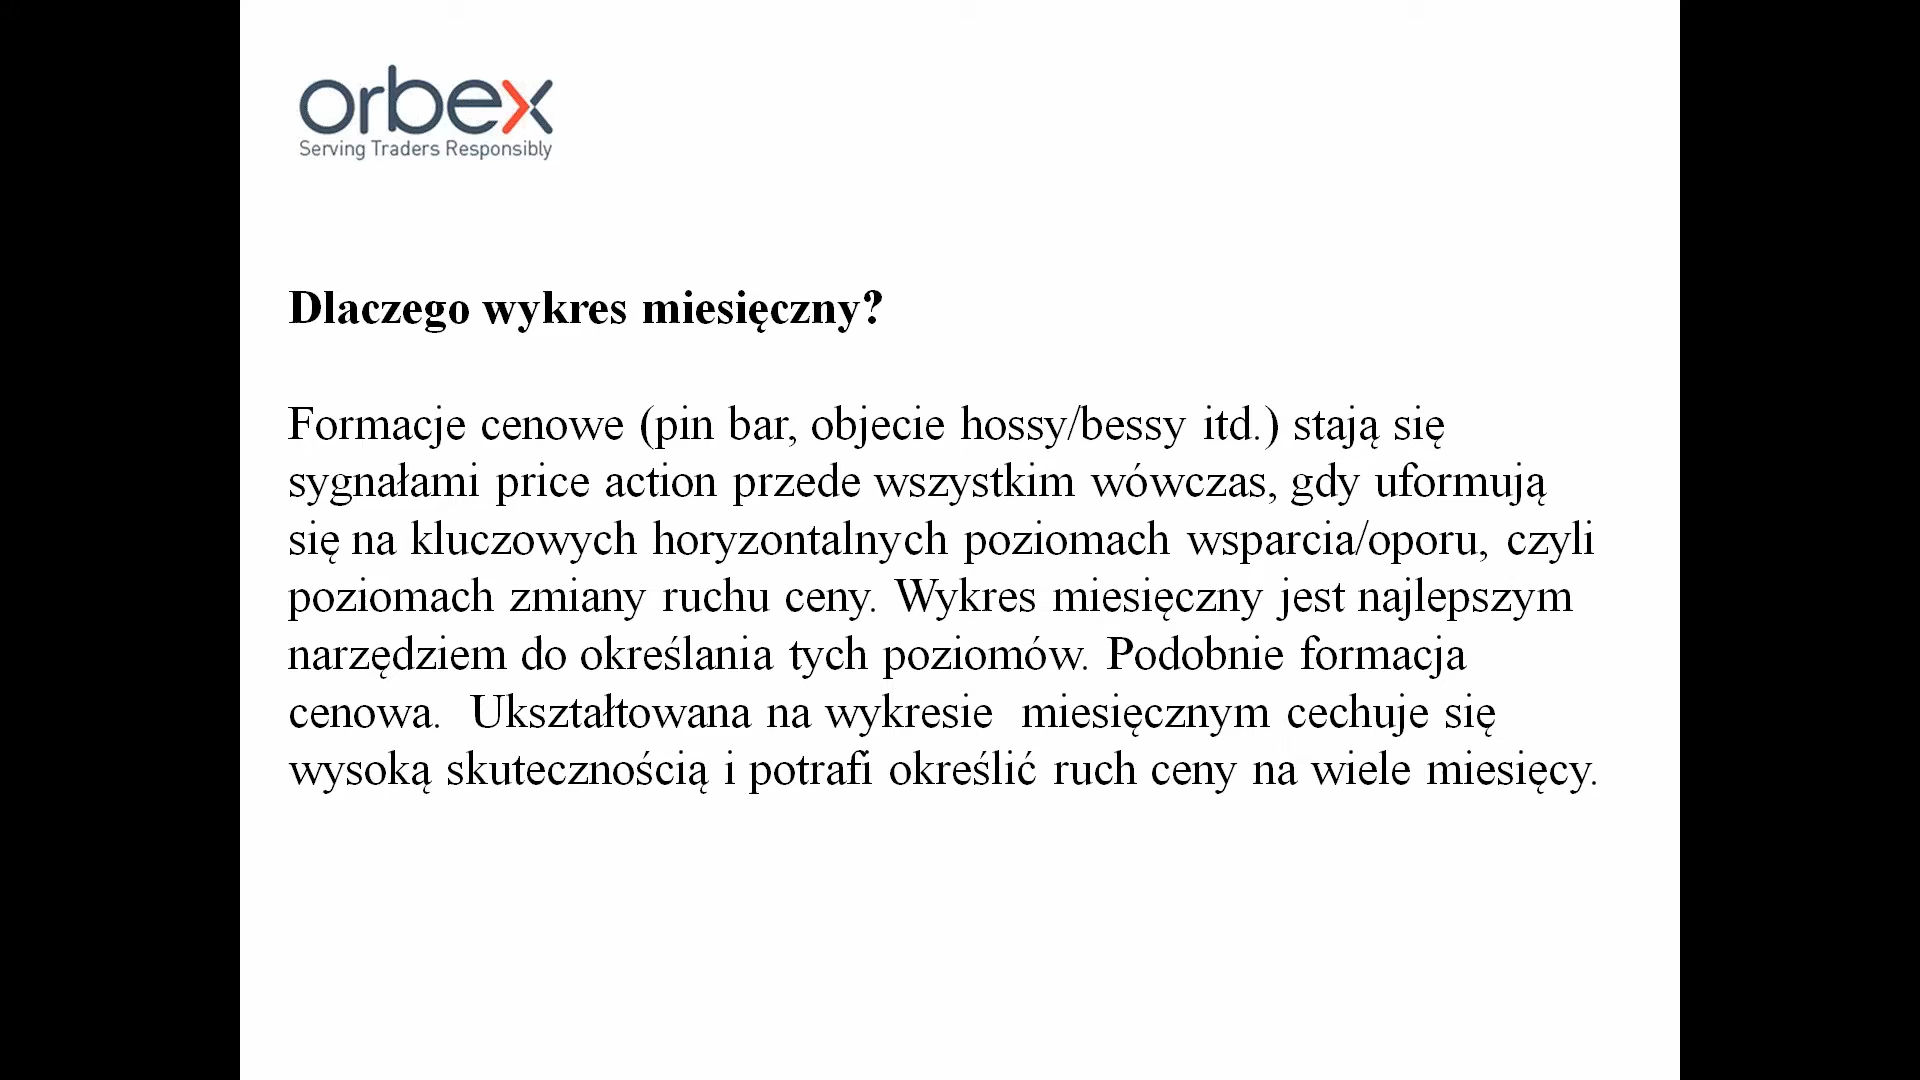 orbex
Serving Traders Responsibly
Dlaczego wykres miesięczny?
Formacje cenowe (pin bar, objecie hossy/bessy itd.) stają się
sygnałami price action przede wszystkim wówczas, gdy uformują
się na kluczowych horyzontalnych poziomach wsparcia/oporu, czyli
poziomach zmiany ruchu ceny. Wykres miesięczny jest najlepszym
narzędziem do określania tych poziomów. Podobnie formacja
cenowa.  Ukształtowana na wykresie  miesięcznym cechuje się
wysoką skutecznością i potrafi określić ruch ceny na wiele miesięcy.